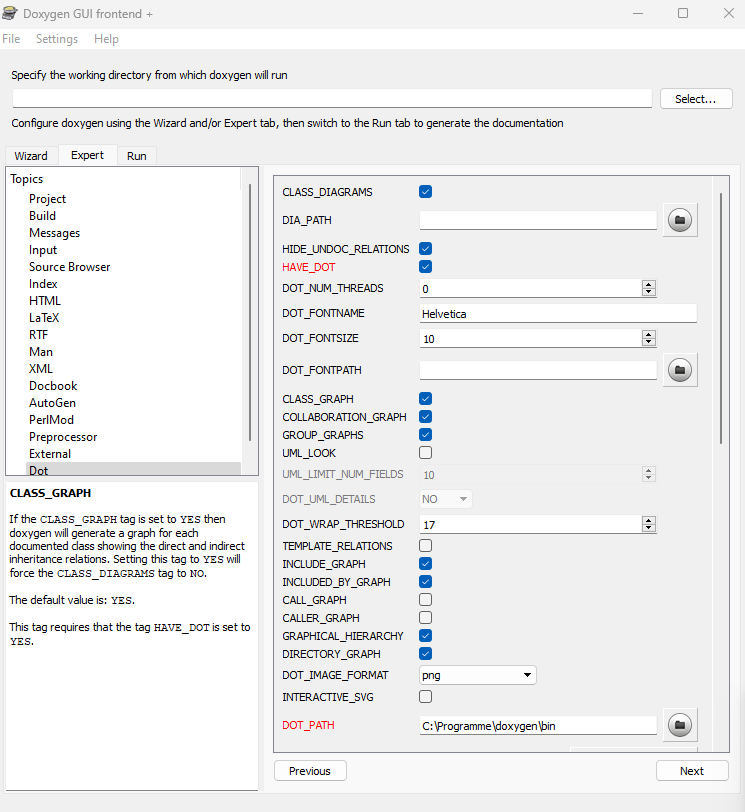 Doxygen GUI frontend +
File Settings Help
Specify the working directory from which doxygen will run
Select...
Configure doxygen using the Wizard and/or Expert tab, then switch to the Run tab to generate the documentation
Wizard Expert Run
Topics
Project
Build
Messages
Input
Source Browser
Index
HTML
LaTeX
RTF
Man
XML
Docbook
AutoGen
PerlMod
Preprocessor
External
Dot
CLASS_GRAPH
If the CLASS_GRAPH tag is set to YES then
doxygen will generate a graph for each
documented class showing the direct and indirect
inheritance relations. Setting this tag to YES will
force the CLASS_DIAGRAMS tag to NO.
The default value is: YES.
This tag requires that the tag HAVE_DOT is set to
YES.
CLASS_DIAGRAMS
DIA_PATH
HIDE_UNDOC_RELATIONS
HAVE_DOT
DOT_NUM_THREADS 0
DOT_FONTNAME Helvetica
DOT_FONTSIZE 10
DOT_FONTPATH
CLASS_GRAPH
COLLABORATION_GRAPH
GROUP_GRAPHS
UML_LOOK
UML_LIMIT_NUM_FIELDS 10
DOT_UML_DETAILS NO
DOT_WRAP_THRESHOLD 17
TEMPLATE_RELATIONS
INCLUDE_GRAPH
INCLUDED_BY_GRAPH
CALL_GRAPH
CALLER_GRAPH
GRAPHICAL_HIERARCHY
DIRECTORY_GRAPH
DOT_IMAGE_FORMAT png
INTERACTIVE_SVG
DOT_PATH C:\Programme\doxygen\bin
Previous Next